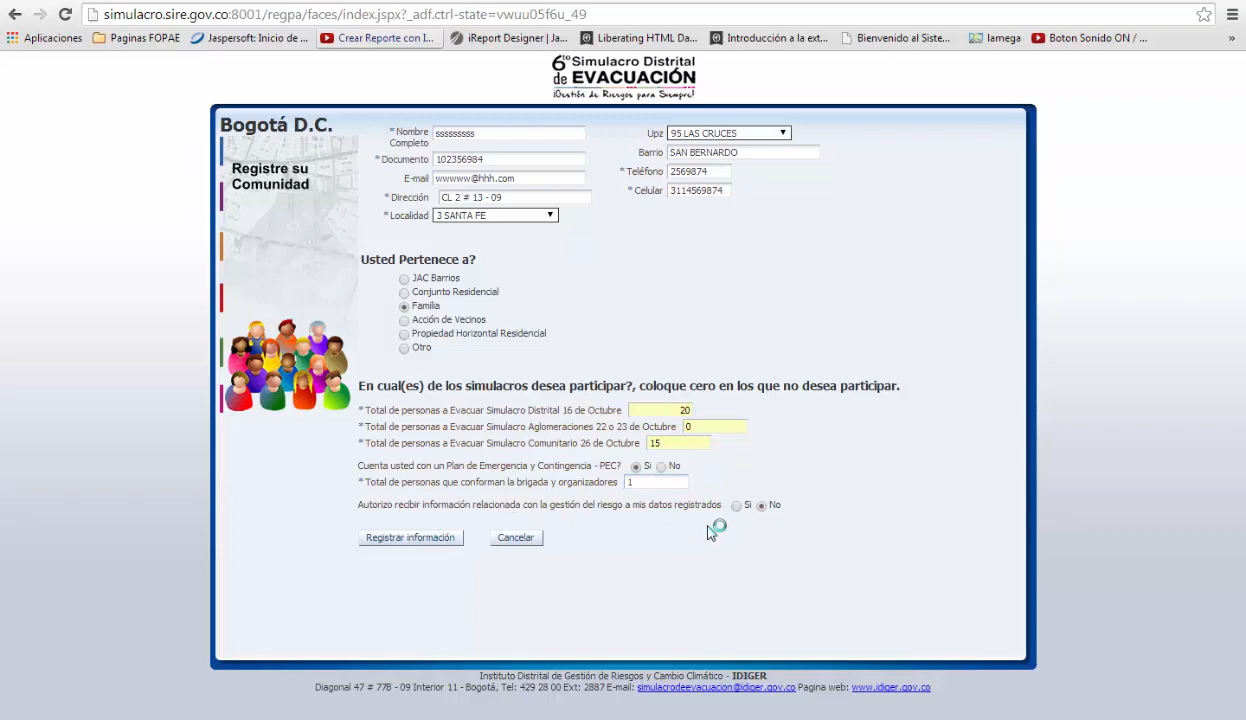 simulacro.sire.gov.co:8001/regpa/faces/index.jspx?_adf.ctrl-state=vwuu05f6u_49
Aplicaciones Paginas FOPAE Jaspersoft: Inicio de ... Crear Reporte con I... iReport Designer | Ja... Liberating HTML Da... Introducción a la ext... Bienvenido al Siste... lamega Boton Sonido ON / ... »
6to Simulacro Distrital
de EVACUACIÓN
¡Gestión de Riesgos para Siempre!
Bogotá D.C.
Registre su
Comunidad
* Nombre Completo sssssssss
* Documento 102356984
E-mail wwwww@hhh.com
* Dirección CL 2 # 13 - 09
* Localidad 3 SANTA FE
Upz 95 LAS CRUCES
Barrio SAN BERNARDO
* Teléfono 2569874
* Celular 3114569874
Usted Pertenece a?
JAC Barrios
Conjunto Residencial
Familia
Acción de Vecinos
Propiedad Horizontal Residencial
Otro
En cual(es) de los simulacros desea participar?, coloque cero en los que no desea participar.
* Total de personas a Evacuar Simulacro Distrital 16 de Octubre 20
* Total de personas a Evacuar Simulacro Aglomeraciones 22 o 23 de Octubre 0
* Total de personas a Evacuar Simulacro Comunitario 26 de Octubre 15
Cuenta usted con un Plan de Emergencia y Contingencia -PEC? Si No
* Total de personas que conforman la brigada y organizadores 1
Autorizo recibir información relacionada con la gestión del riesgo a mis datos registrados Si No
Registrar información Cancelar
Instituto Distrital de Gestión de Riesgos y Cambio Climático - IDIGER
Diagonal 47 # 77B - 09 Interior 11 - Bogotá, Tel: 429 28 00 Ext: 2887 E-mail: simulacrodeevacuacion@idiger.gov.co Pagina web: www.idiger.gov.co